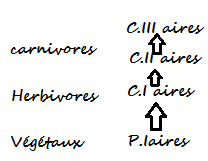 C.III aires
carnivores
C.II aires
Herbivores C.I aires
Végétaux P.Iaires